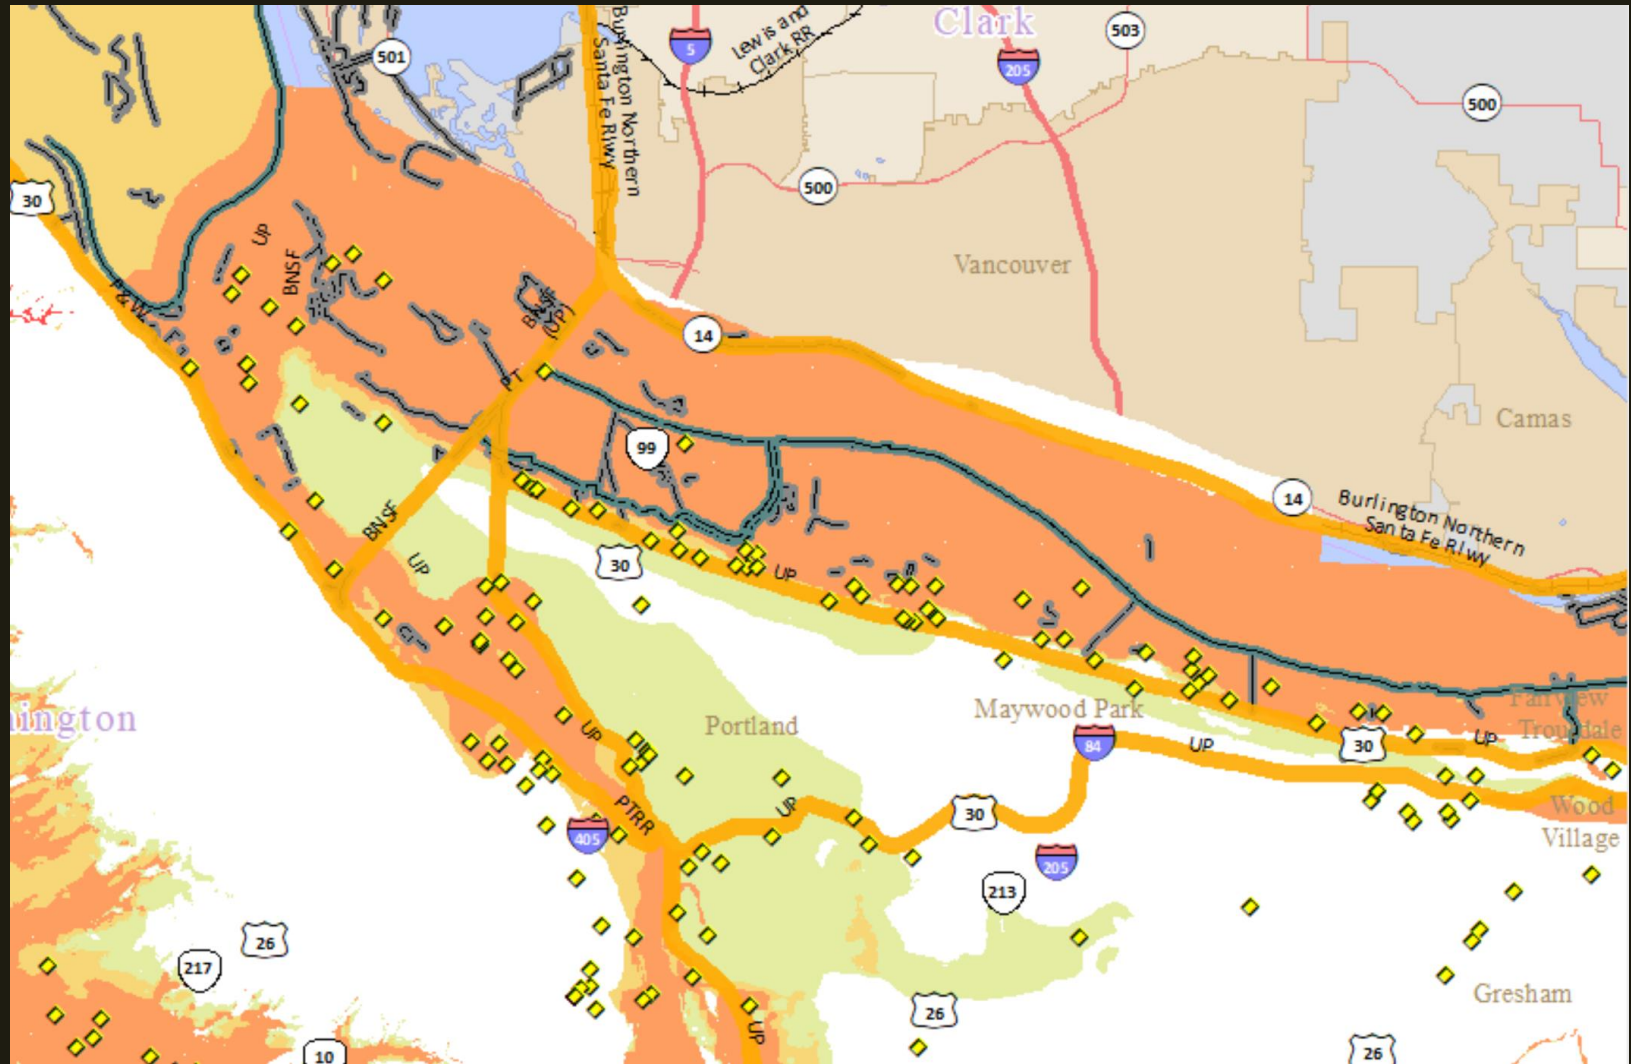 Clark
503
5
Lewis and
Clark RR
205
501
Burlington Northern
Santa Fe Rlwy
500
500
30
UP
BNSF
Vancouver
P&W
(UP)
14
PT
Camas
99
14
Burlington Northern
Santa Fe Rlwy
BNSF
UP
30
UP
ington
Portland
Maywood Park
Fairview
Troutdale
UP
84
UP
30
UP
UP
30
PTRR
405
Wood
Village
205
213
26
217
Gresham
26
UP
10
26